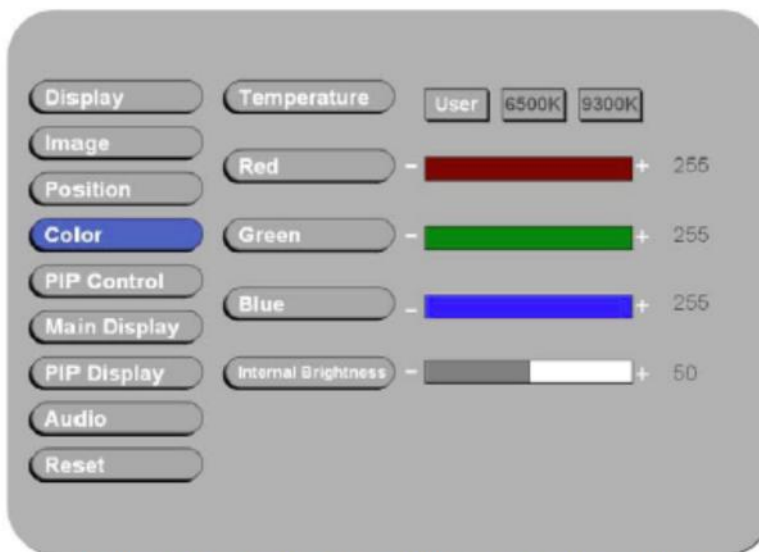 Display
Temperature
User 6500K 9300K
Image
Red - + 255
Position
Color
Green - + 255
PIP Control
Blue - + 255
Main Display
PIP Display
Internal Brightness - + 50
Audio
Reset